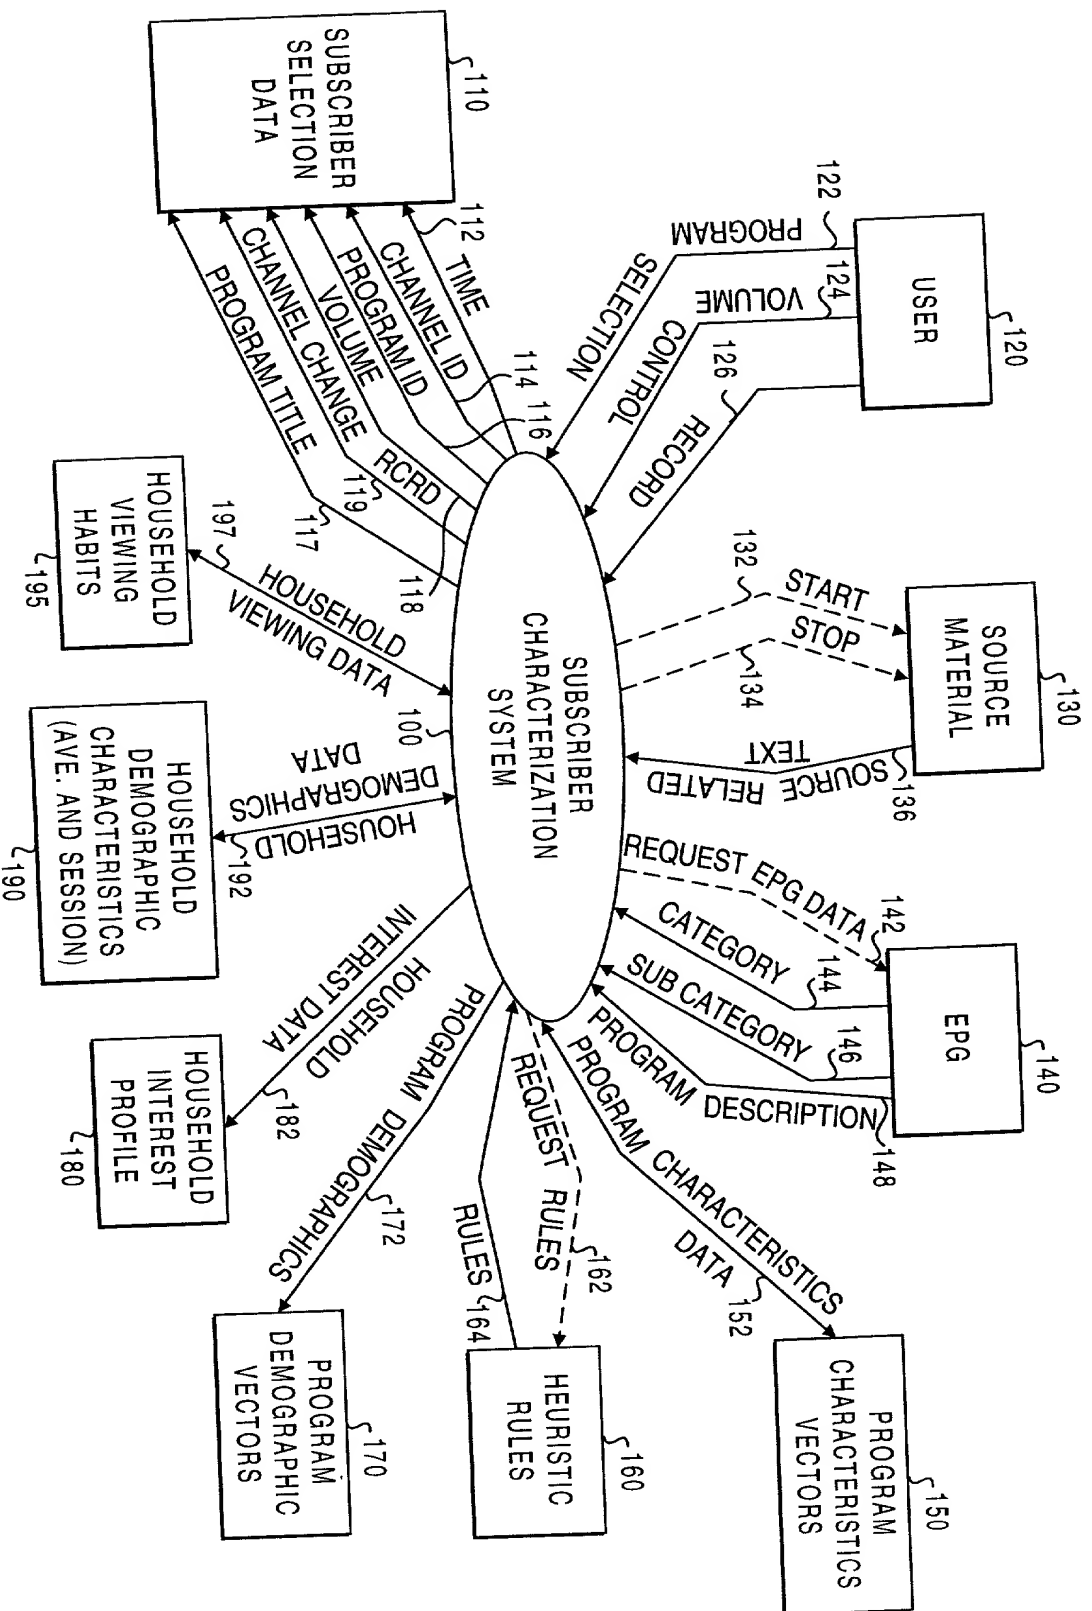 110
SUBSCRIBER
SELECTION
DATA
112
TIME
CHANNEL ID
114
PROGRAM ID
116
VOLUME
RCRD
118
CHANNEL CHANGE
119
PROGRAM TITLE
117
USER
120
122
PROGRAM
SELECTION
124
VOLUME
CONTROL
126
RECORD
SOURCE
MATERIAL
130
132
START
STOP
134
136
SOURCE RELATED
TEXT
EPG
140
REQUEST EPG DATA
142
CATEGORY
144
SUB CATEGORY
146
PROGRAM DESCRIPTION
148
PROGRAM
CHARACTERISTICS
VECTORS
150
PROGRAM CHARACTERISTICS
DATA
152
HEURISTIC
RULES
160
REQUEST RULES
162
RULES
164
PROGRAM
DEMOGRAPHIC
VECTORS
170
PROGRAM DEMOGRAPHICS
172
HOUSEHOLD
INTEREST
PROFILE
180
HOUSEHOLD
INTEREST DATA
182
HOUSEHOLD
DEMOGRAPHIC
CHARACTERISTICS
(AVE. AND SESSION)
190
HOUSEHOLD
DEMOGRAPHICS
DATA
192
HOUSEHOLD
VIEWING
HABITS
195
197
HOUSEHOLD
VIEWING DATA
SUBSCRIBER
CHARACTERIZATION
SYSTEM
100